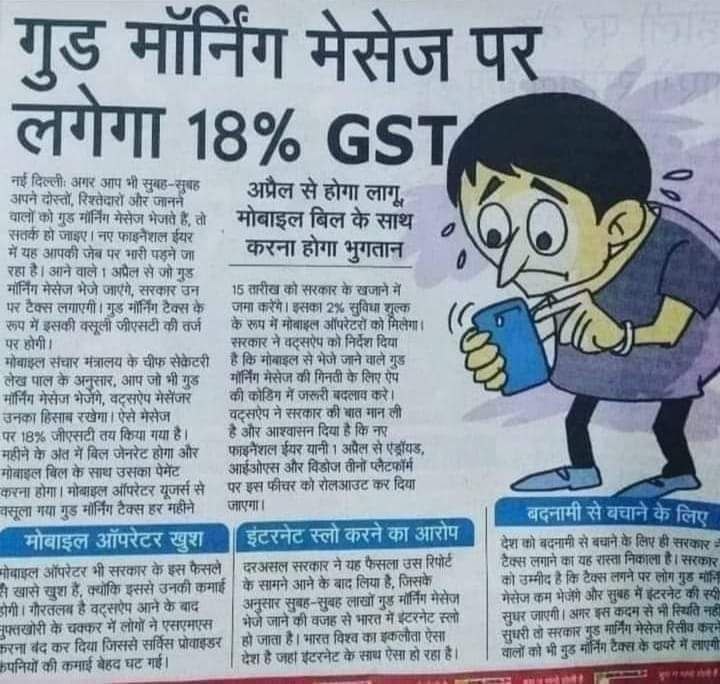 गुड मॉर्निंग मेसेज पर
लगेगा 18% GST
नई दिल्ली: अगर आप भी सुबह-सुबह
अपने दोस्तों, रिश्तेदारों और जानने
वालों को गुड मॉर्निंग मेसेज भेजते हैं, तो
सतर्क हो जाइए। नए फाइनैंशल ईयर
में यह आपकी जेब पर भारी पड़ने जा
रहा है। आने वाले 1 अप्रैल से जो गुड
मॉर्निंग मेसेज भेजे जाएंगे, सरकार उन
पर टैक्स लगाएगी। गुड मॉर्निंग टैक्स के
रूप में इसकी वसूली जीएसटी की तर्ज
पर होगी।
मोबाइल संचार मंत्रालय के चीफ सेक्रेटरी
लेख पाल के अनुसार, आप जो भी गुड
मॉर्निंग मेसेज भेजेंगे, वट्सऐप मेसेंजर
उनका हिसाब रखेगा। ऐसे मेसेज
पर 18% जीएसटी तय किया गया है।
महीने के अंत में बिल जेनरेट होगा और
मोबाइल बिल के साथ उसका पेमेंट
करना होगा। मोबाइल ऑपरेटर यूजर्स से
वसूला गया गुड मॉर्निंग टैक्स हर महीने
अप्रैल से होगा लागू,
मोबाइल बिल के साथ
करना होगा भुगतान
15 तारीख को सरकार के खजाने में
जमा करेंगे। इसका 2% सुविधा शुल्क
के रूप में मोबाइल ऑपरेटरों को मिलेगा।
सरकार ने वट्सऐप को निर्देश दिया
है कि मोबाइल से भेजे जाने वाले गुड
मॉर्निंग मेसेज की गिनती के लिए ऐप
की कोडिंग में जरूरी बदलाव करे।
वट्सऐप ने सरकार की बात मान ली
है और आश्वासन दिया है कि नए
फाइनैंशल ईयर यानी 1 अप्रैल से एंड्रॉयड,
आईओएस और विंडोज तीनों प्लैटफॉर्म
पर इस फीचर को रोलआउट कर दिया
जाएगा।
मोबाइल ऑपरेटर खुश
मोबाइल ऑपरेटर भी सरकार के इस फैसले
से खासे खुश हैं, क्योंकि इससे उनकी कमाई
होगी। गौरतलब है वट्सऐप आने के बाद
मुफ्तखोरी के चक्कर में लोगों ने एसएमएस
करना बंद कर दिया जिससे सर्विस प्रोवाइडर
कंपनियों की कमाई बेहद घट गई।
इंटरनेट स्लो करने का आरोप
दरअसल सरकार ने यह फैसला उस रिपोर्ट
के सामने आने के बाद लिया है, जिसके
अनुसार सुबह-सुबह लाखों गुड मॉर्निंग मेसेज
भेजे जाने की वजह से भारत में इंटरनेट स्लो
हो जाता है। भारत विश्व का इकलौता ऐसा
देश है जहां इंटरनेट के साथ ऐसा हो रहा है।
बदनामी से बचाने के लिए
देश को बदनामी से बचाने के लिए ही सरकार ने
टैक्स लगाने का यह रास्ता निकाला है। सरकार
को उम्मीद है कि टैक्स लगने पर लोग गुड मॉर्निंग
मेसेज कम भेजेंगे और सुबह में इंटरनेट की स्पीड
सुधर जाएगी। अगर इस कदम से भी स्थिति नहीं
सुधरी तो सरकार गुड मॉर्निंग मेसेज रिसीव करने
वालों को भी गुड मॉर्निंग टैक्स के दायरे में लाएगी